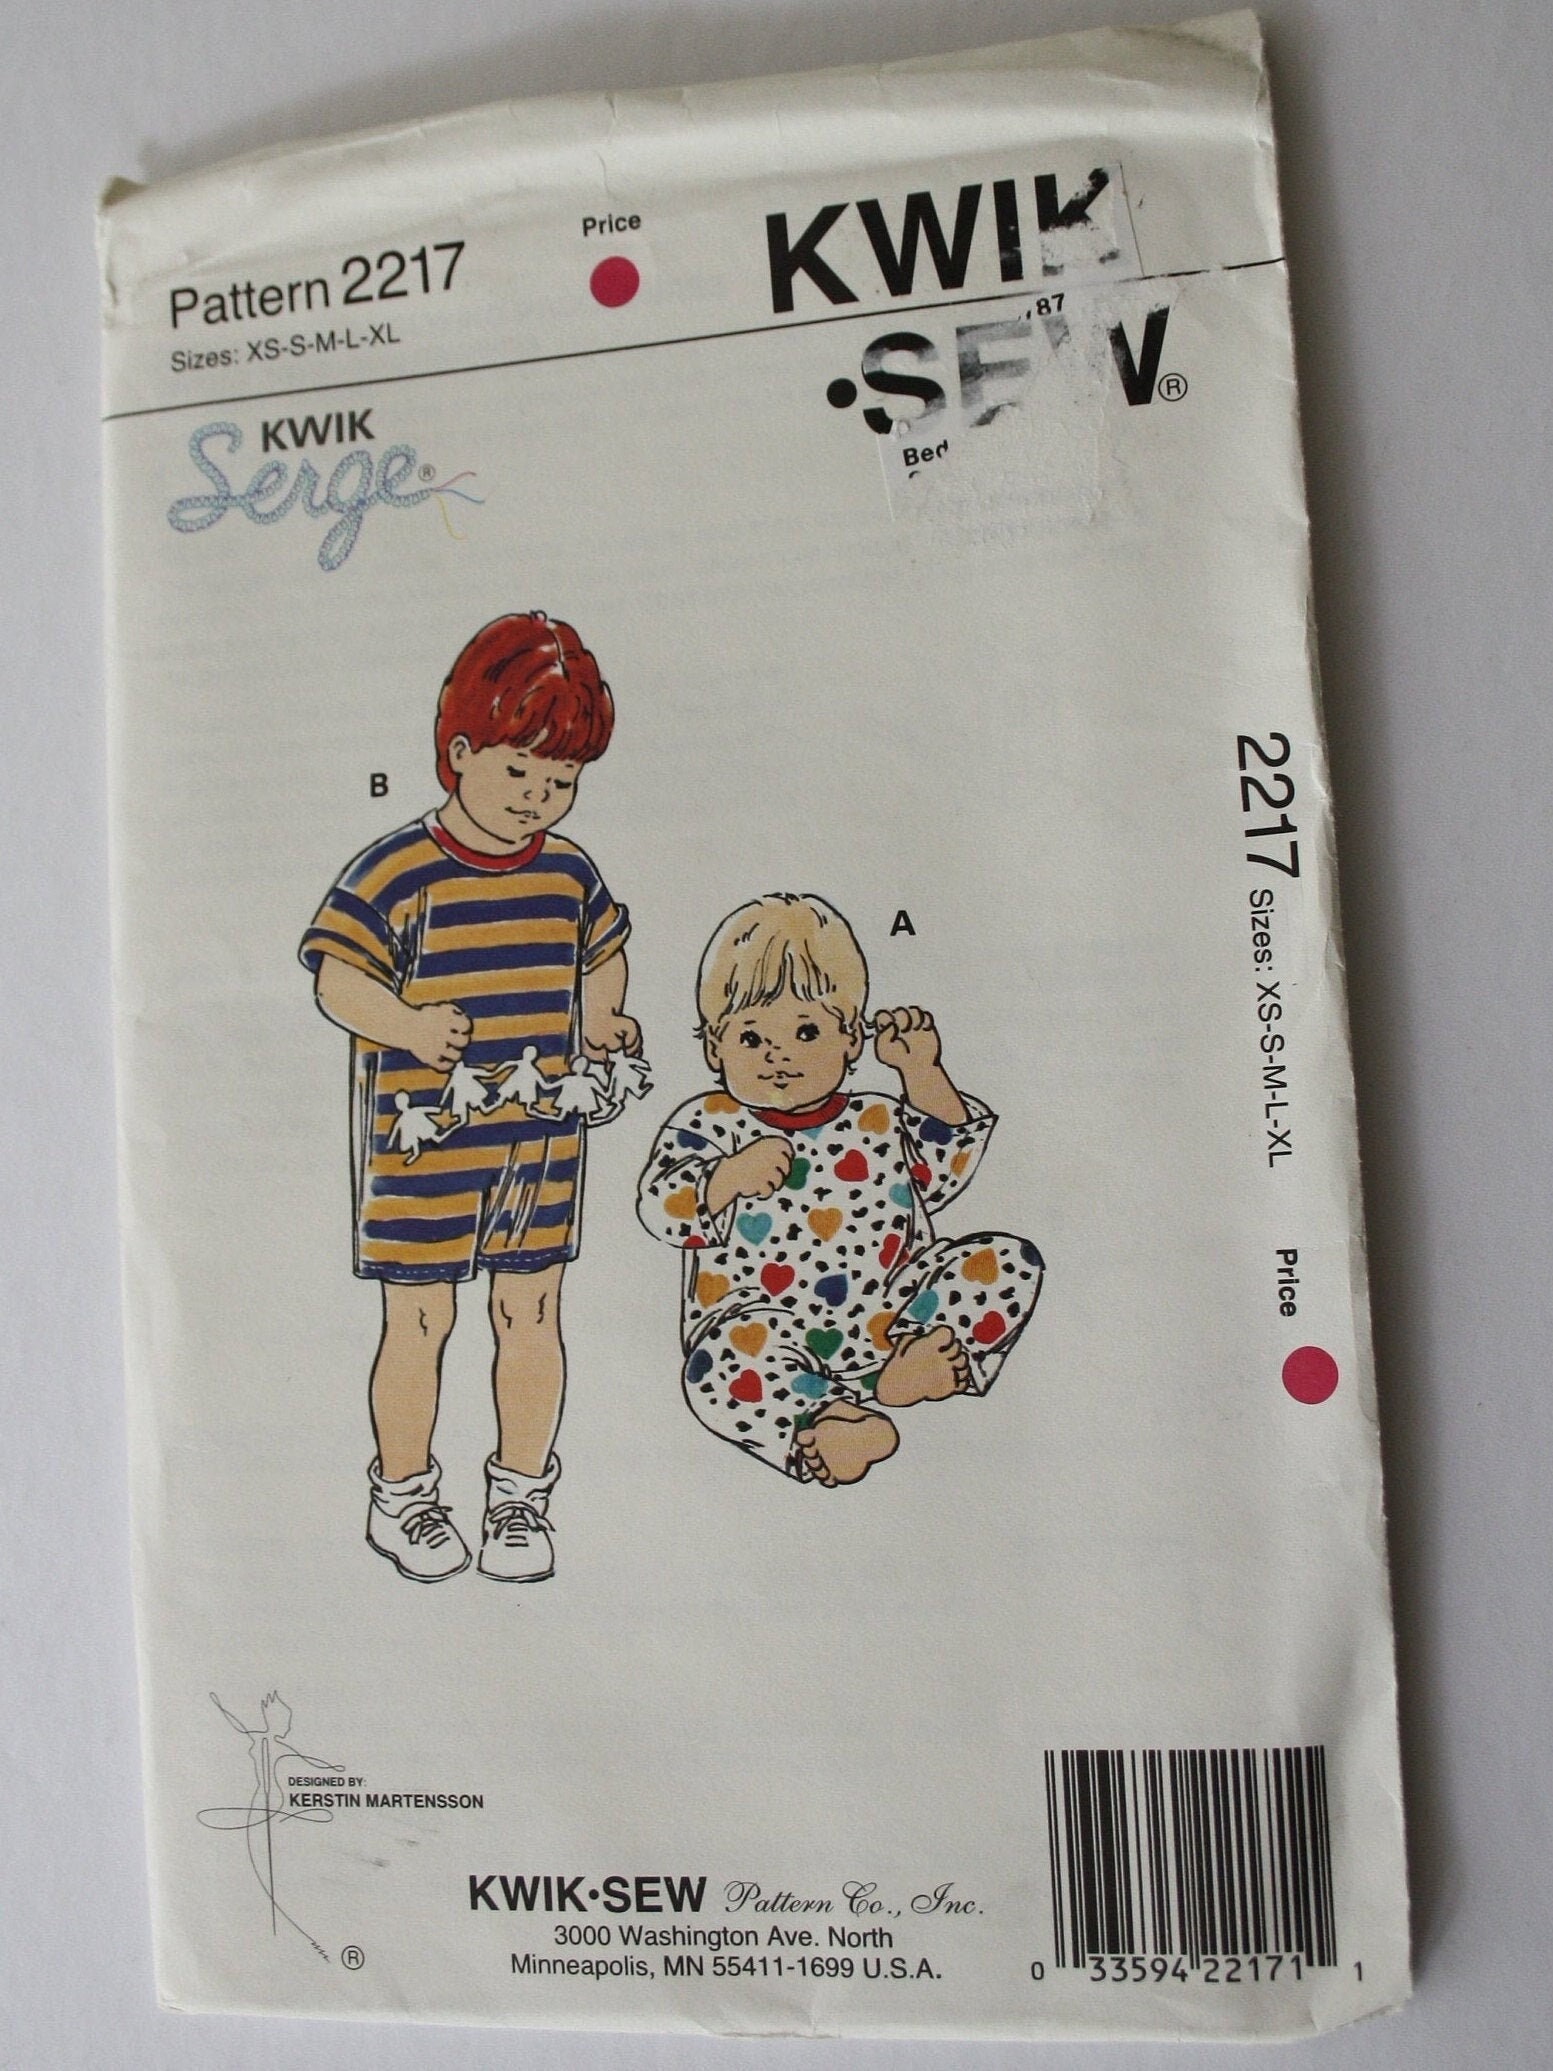 Pattern 2217
Sizes: XS-S-M-L-XL
Price
KWIK
•SEW®
87
KWIK
Serge®
B
A
2217 Sizes: XS-S-M-L-XL Price
DESIGNED BY:
KERSTIN MARTENSSON
®
KWIK•SEW Pattern Co., Inc.
3000 Washington Ave. North
Minneapolis, MN 55411-1699 U.S.A.
0 33594 22171 1